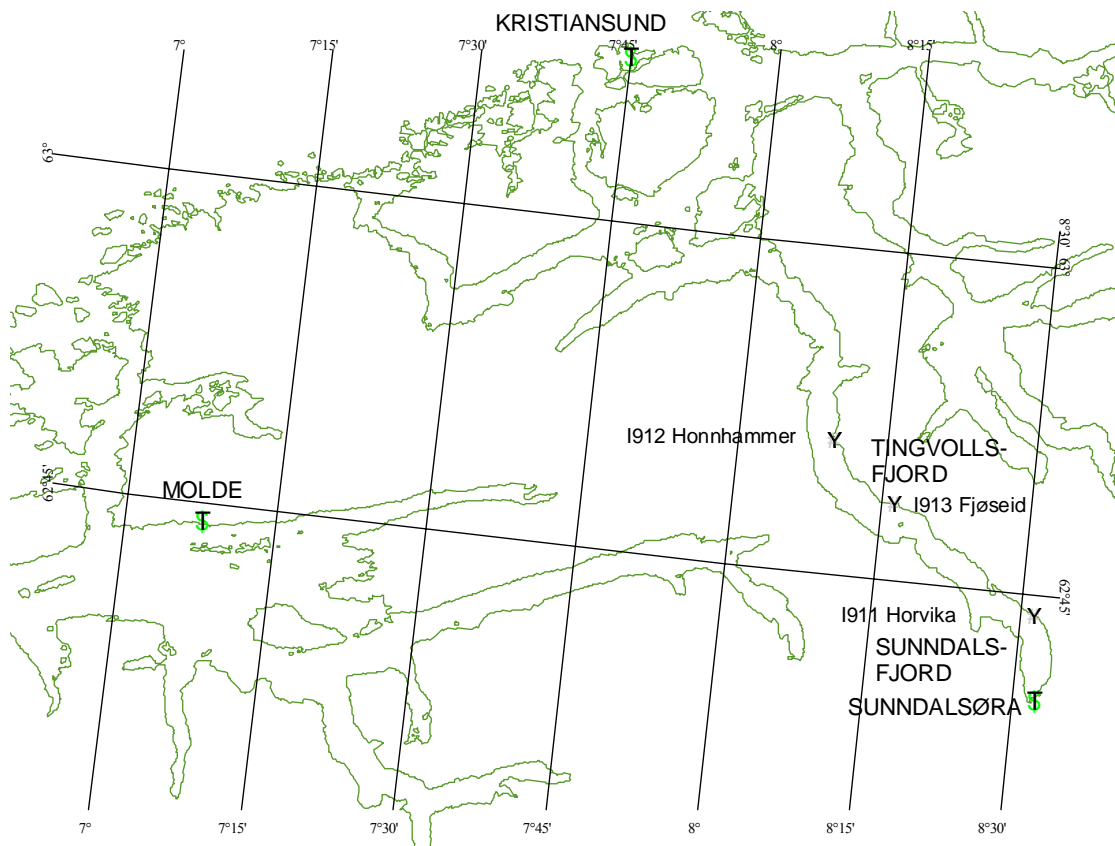 KRISTIANSUND
7°
7°15'
7°30'
7°45'
8°
8°15'
T
S
63°
8°30'
63°
I912 Honnhammer Y
TINGVOLLS-
FJORD
62°45'
MOLDE
T
S
Y I913 Fjøseid
62°45'
I911 Horvika Y
SUNNDALS-
FJORD
SUNNDALSØRA
T
S
7°
7°15'
7°30'
7°45'
8°
8°15'
8°30'